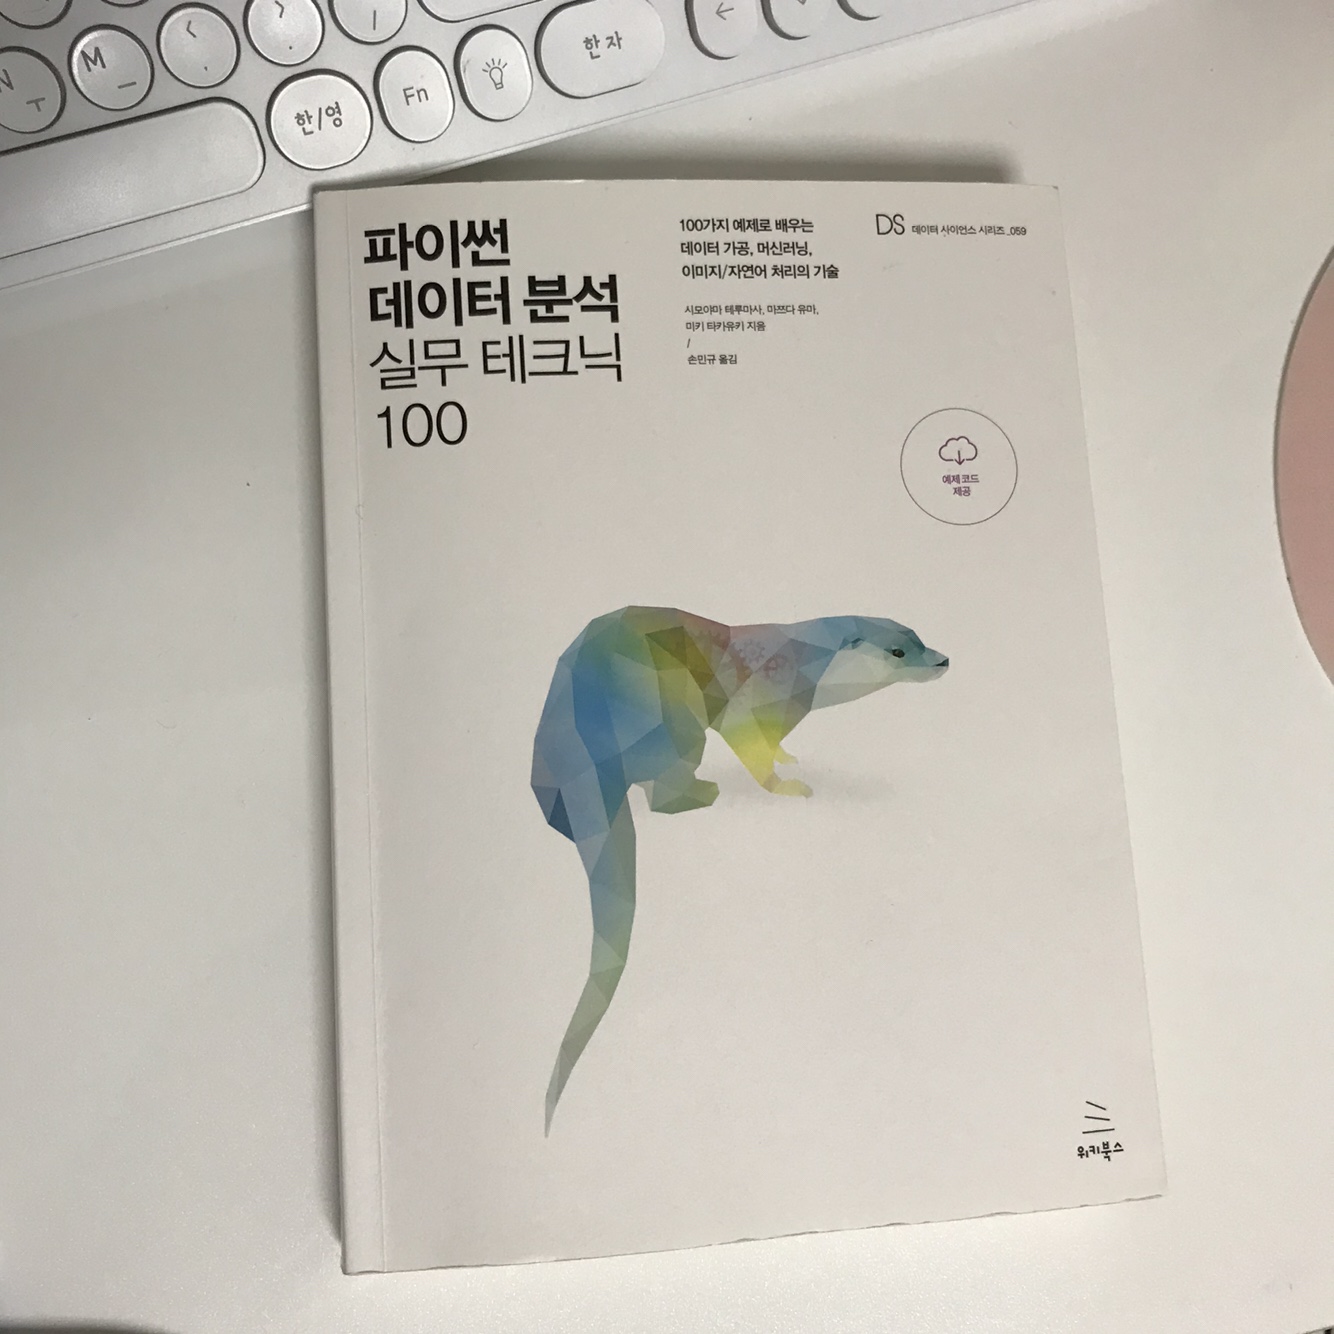 N
ㅜ
M
ㅡ
<
,
>
.
/
한/영
Fn
한자
←
파이썬
데이터 분석
실무 테크닉
100
100가지 예제로 배우는
데이터 가공, 머신러닝,
이미지/자연어 처리의 기술
시모야마 테루마사, 마쯔다 유마,
미키 타카유키 지음
/
손민규 옮김
DS 데이터 사이언스 시리즈_059
예제 코드
제공
위키북스